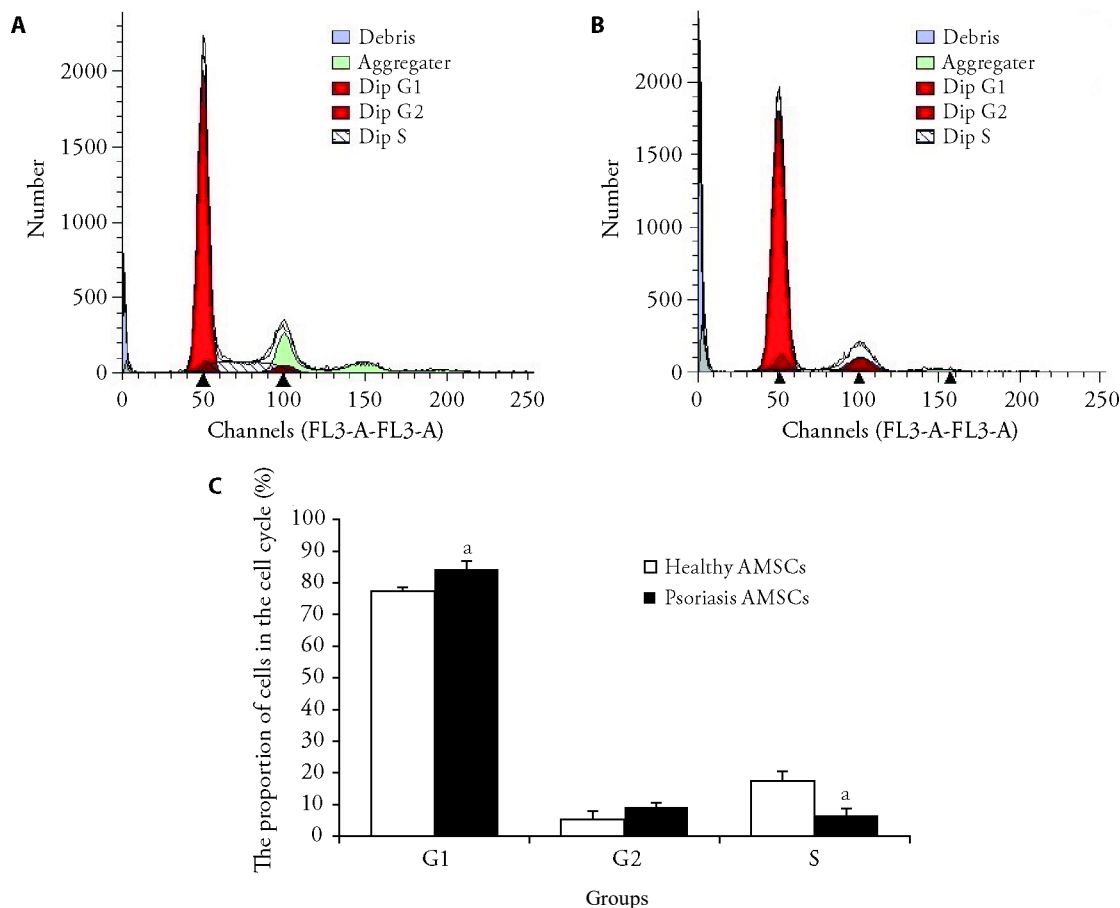 A
Number
2000
1500
1000
500
0
0 50 100 150 200 250
Channels (FL3-A-FL3-A)
Debris
Aggregater
Dip G1
Dip G2
Dip S
B
Number
2000
1500
1000
500
0
0 50 100 150 200 250
Channels (FL3-A-FL3-A)
Debris
Aggregater
Dip G1
Dip G2
Dip S
C
The proportion of cells in the cell cycle (%)
100
90
80
70
60
50
40
30
20
10
0
a
a
Healthy AMSCs
Psoriasis AMSCs
G1 G2 S
Groups